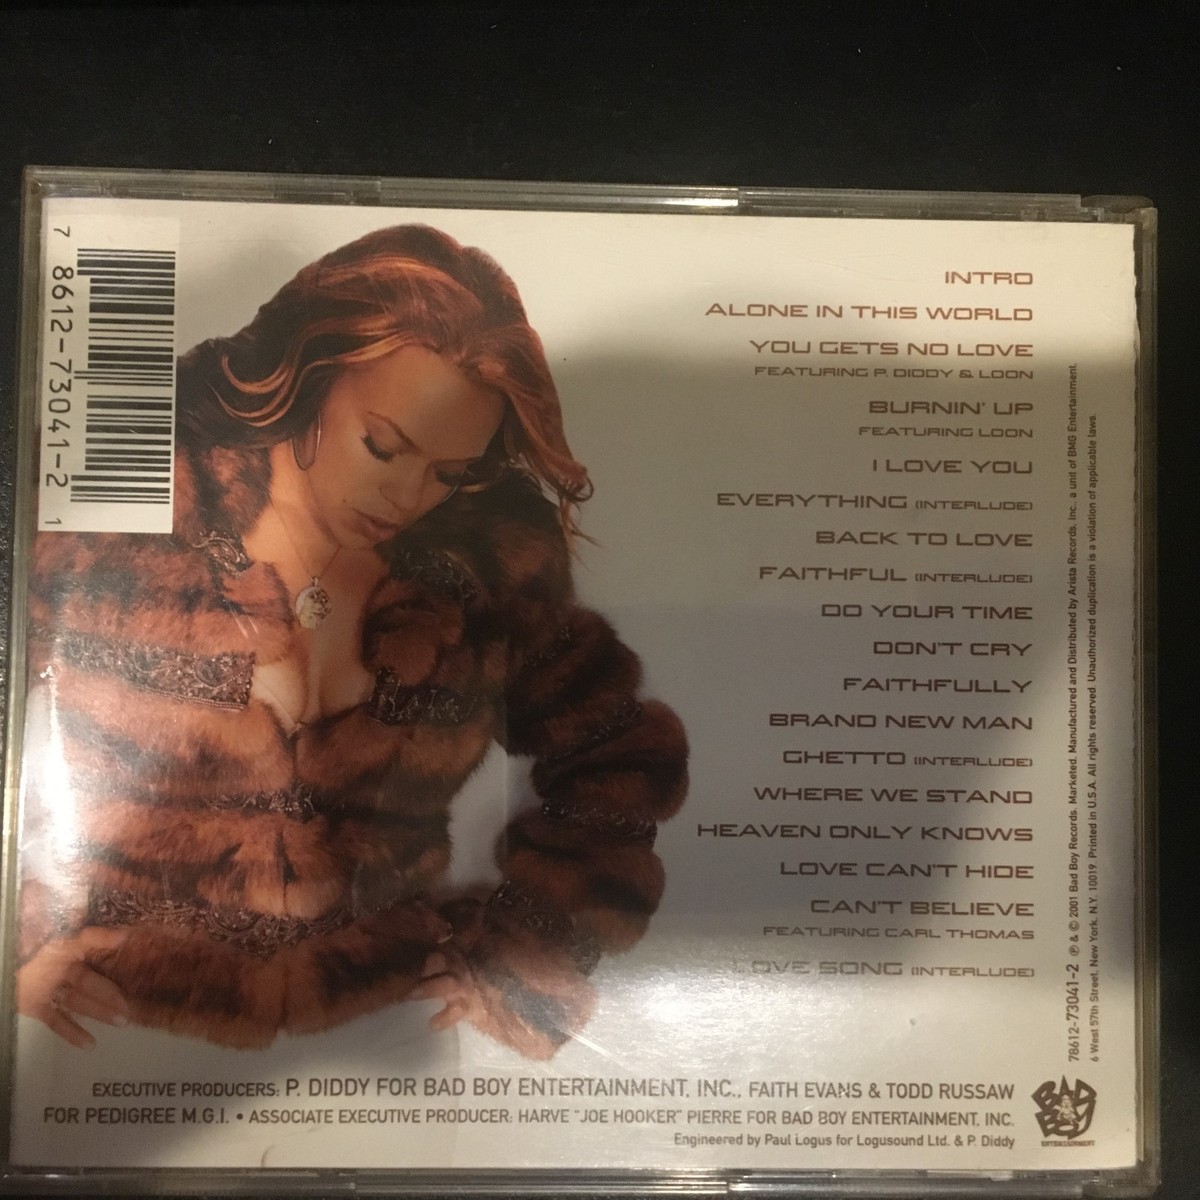 7 8612-73041-2 1
INTRO
ALONE IN THIS WORLD
YOU GETS NO LOVE
FEATURING P. DIDDY & LOON
BURNIN' UP
FEATURING LOON
I LOVE YOU
EVERYTHING (INTERLUDE)
BACK TO LOVE
FAITHFUL (INTERLUDE)
DO YOUR TIME
DON'T CRY
FAITHFULLY
BRAND NEW MAN
GHETTO (INTERLUDE)
WHERE WE STAND
HEAVEN ONLY KNOWS
LOVE CAN'T HIDE
CAN'T BELIEVE
FEATURING CARL THOMAS
LOVE SONG (INTERLUDE)
78612-73041-2 ℗ & © 2001 Bad Boy Records. Marketed, Manufactured and Distributed by Arista Records, Inc., a unit of BMG Entertainment,
6 West 57th Street, New York, N.Y. 10019. Printed in U.S.A. All rights reserved. Unauthorized duplication is a violation of applicable laws.
EXECUTIVE PRODUCERS: P. DIDDY FOR BAD BOY ENTERTAINMENT, INC., FAITH EVANS & TODD RUSSAW
FOR PEDIGREE M.G.I. • ASSOCIATE EXECUTIVE PRODUCER: HARVE "JOE HOOKER" PIERRE FOR BAD BOY ENTERTAINMENT, INC.
Engineered by Paul Logus for Logusound Ltd. & P. Diddy
BAD
BOY
ENTERTAINMENT